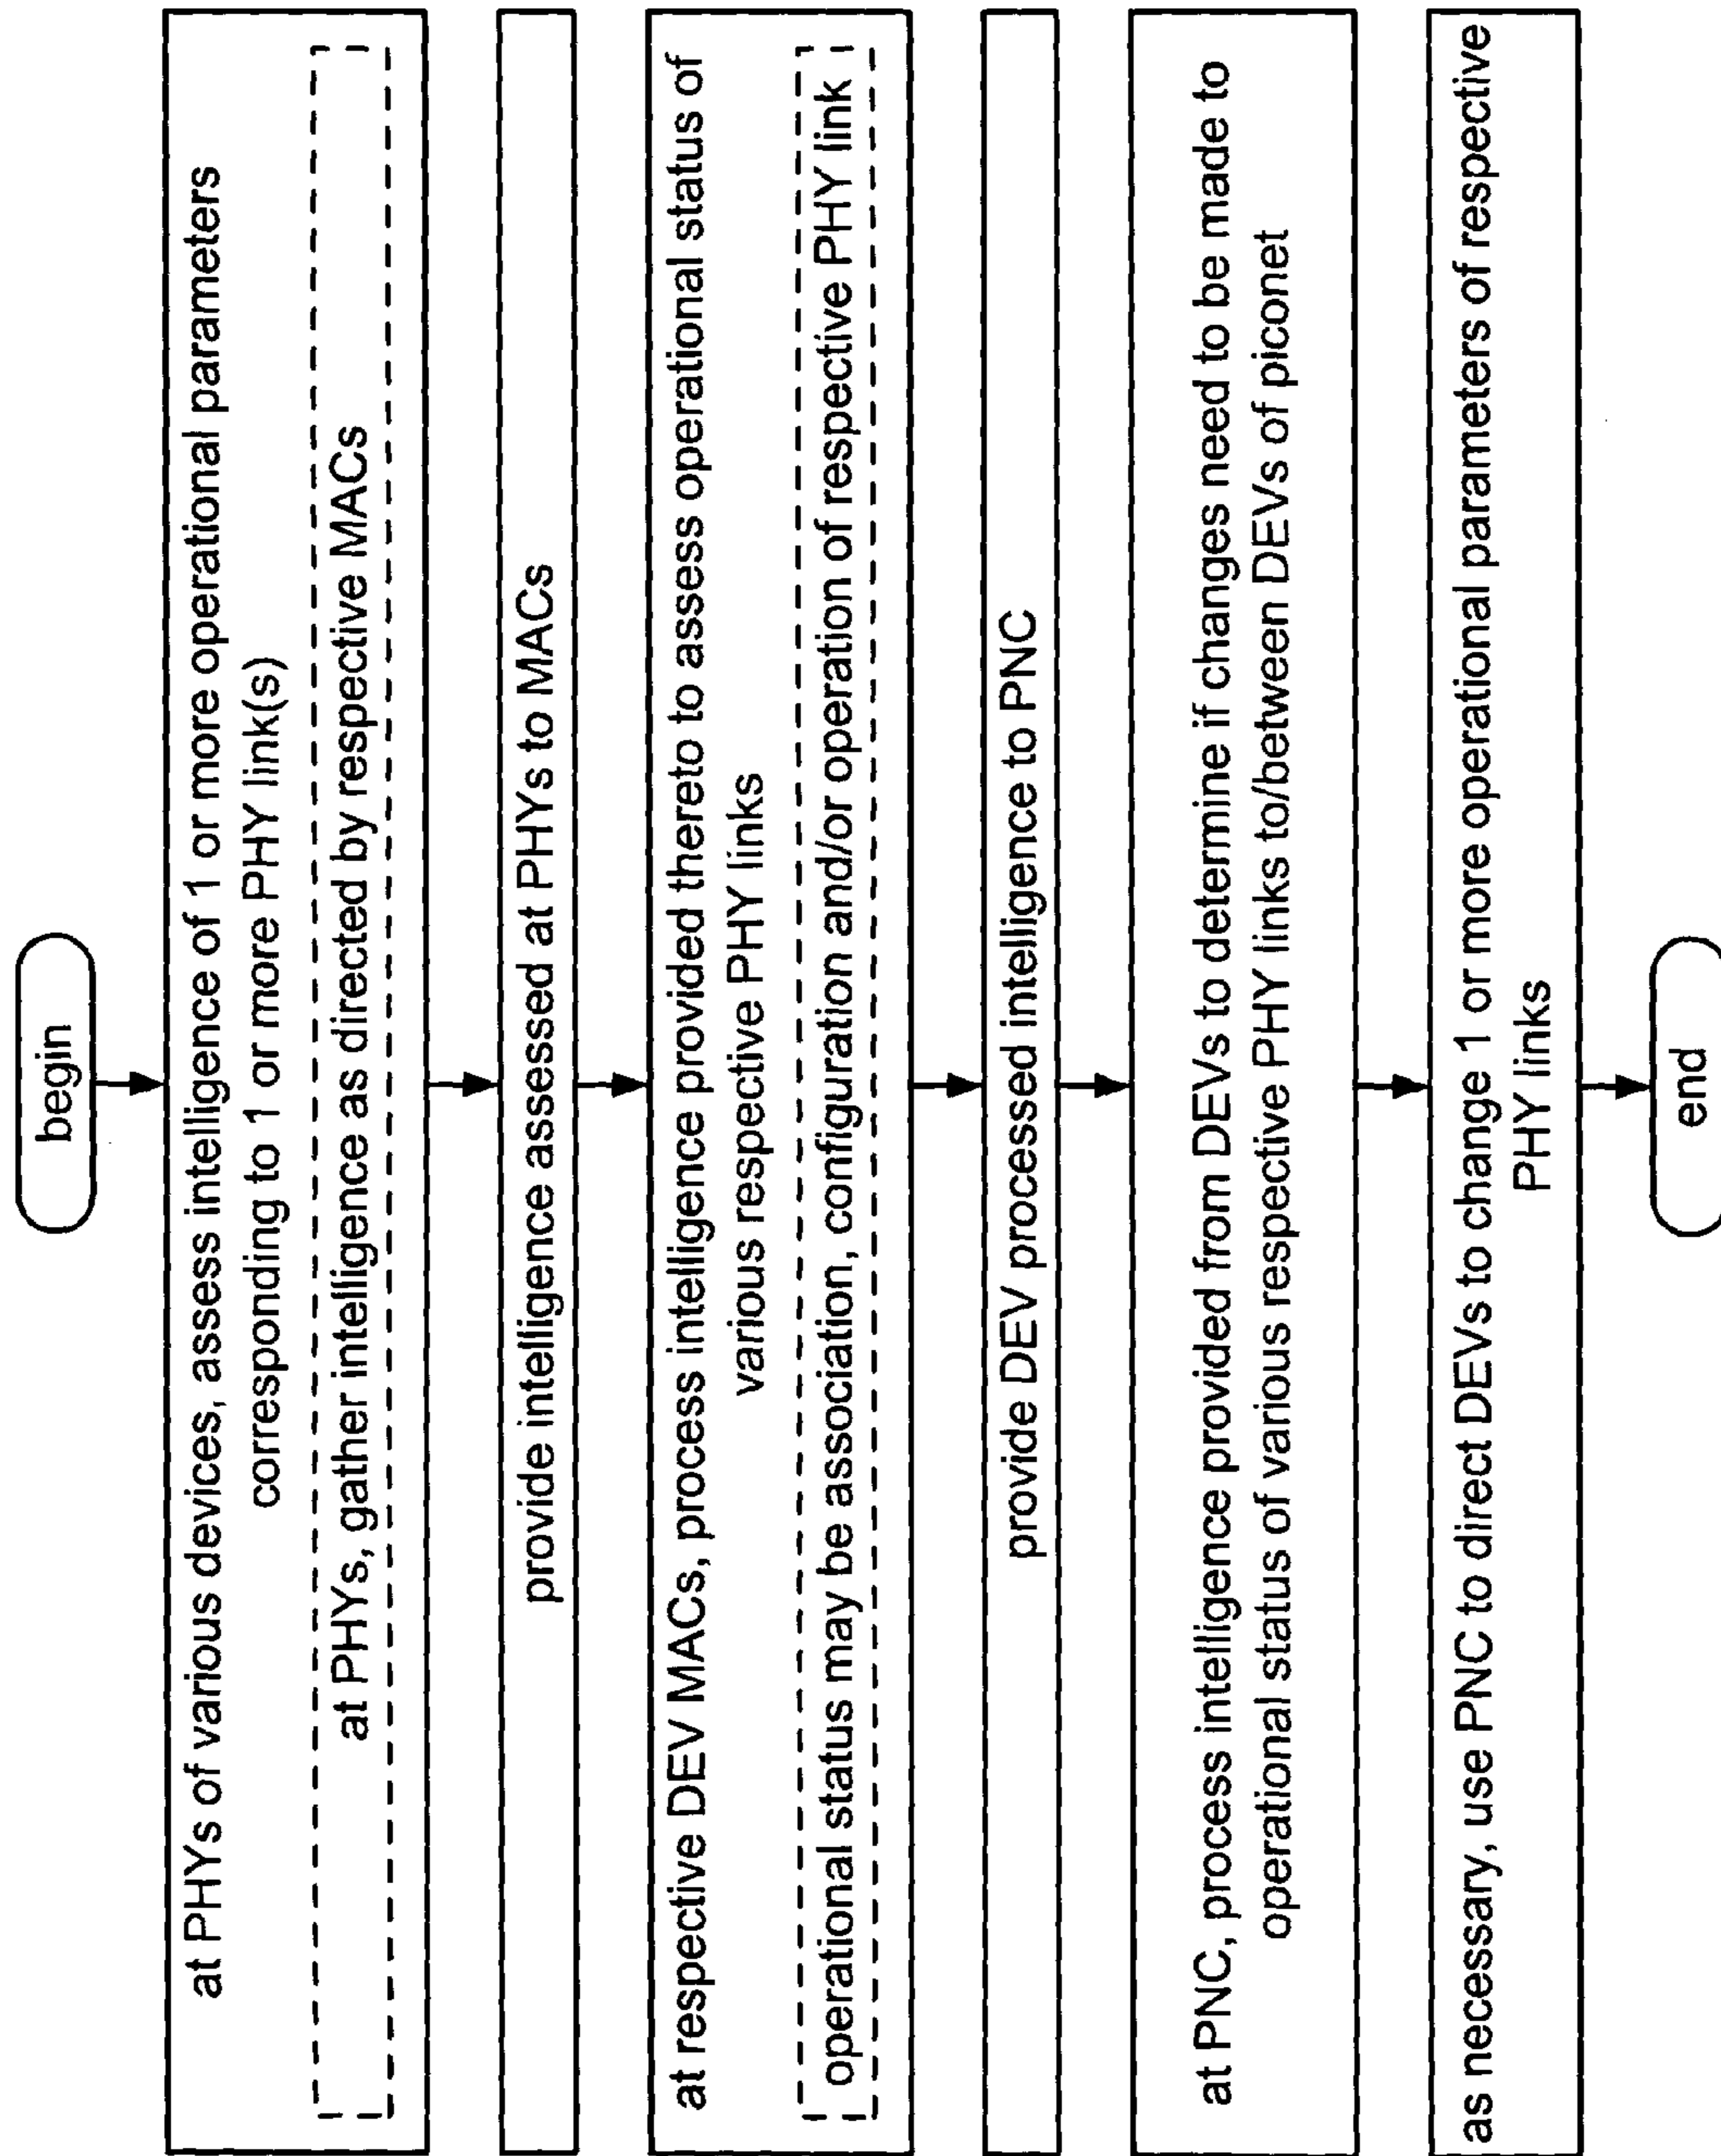 begin
at PHYs of various devices, assess intelligence of 1 or more operational parameters
corresponding to 1 or more PHY link(s)
at PHYs, gather intelligence as directed by respective MACs
provide intelligence assessed at PHYs to MACs
at respective DEV MACs, process intelligence provided thereto to assess operational status of
various respective PHY links
operational status may be association, configuration and/or operation of respective PHY link
provide DEV processed intelligence to PNC
at PNC, process intelligence provided from DEVs to determine if changes need to be made to
operational status of various respective PHY links to/between DEVs of piconet
as necessary, use PNC to direct DEVs to change 1 or more operational parameters of respective
PHY links
end